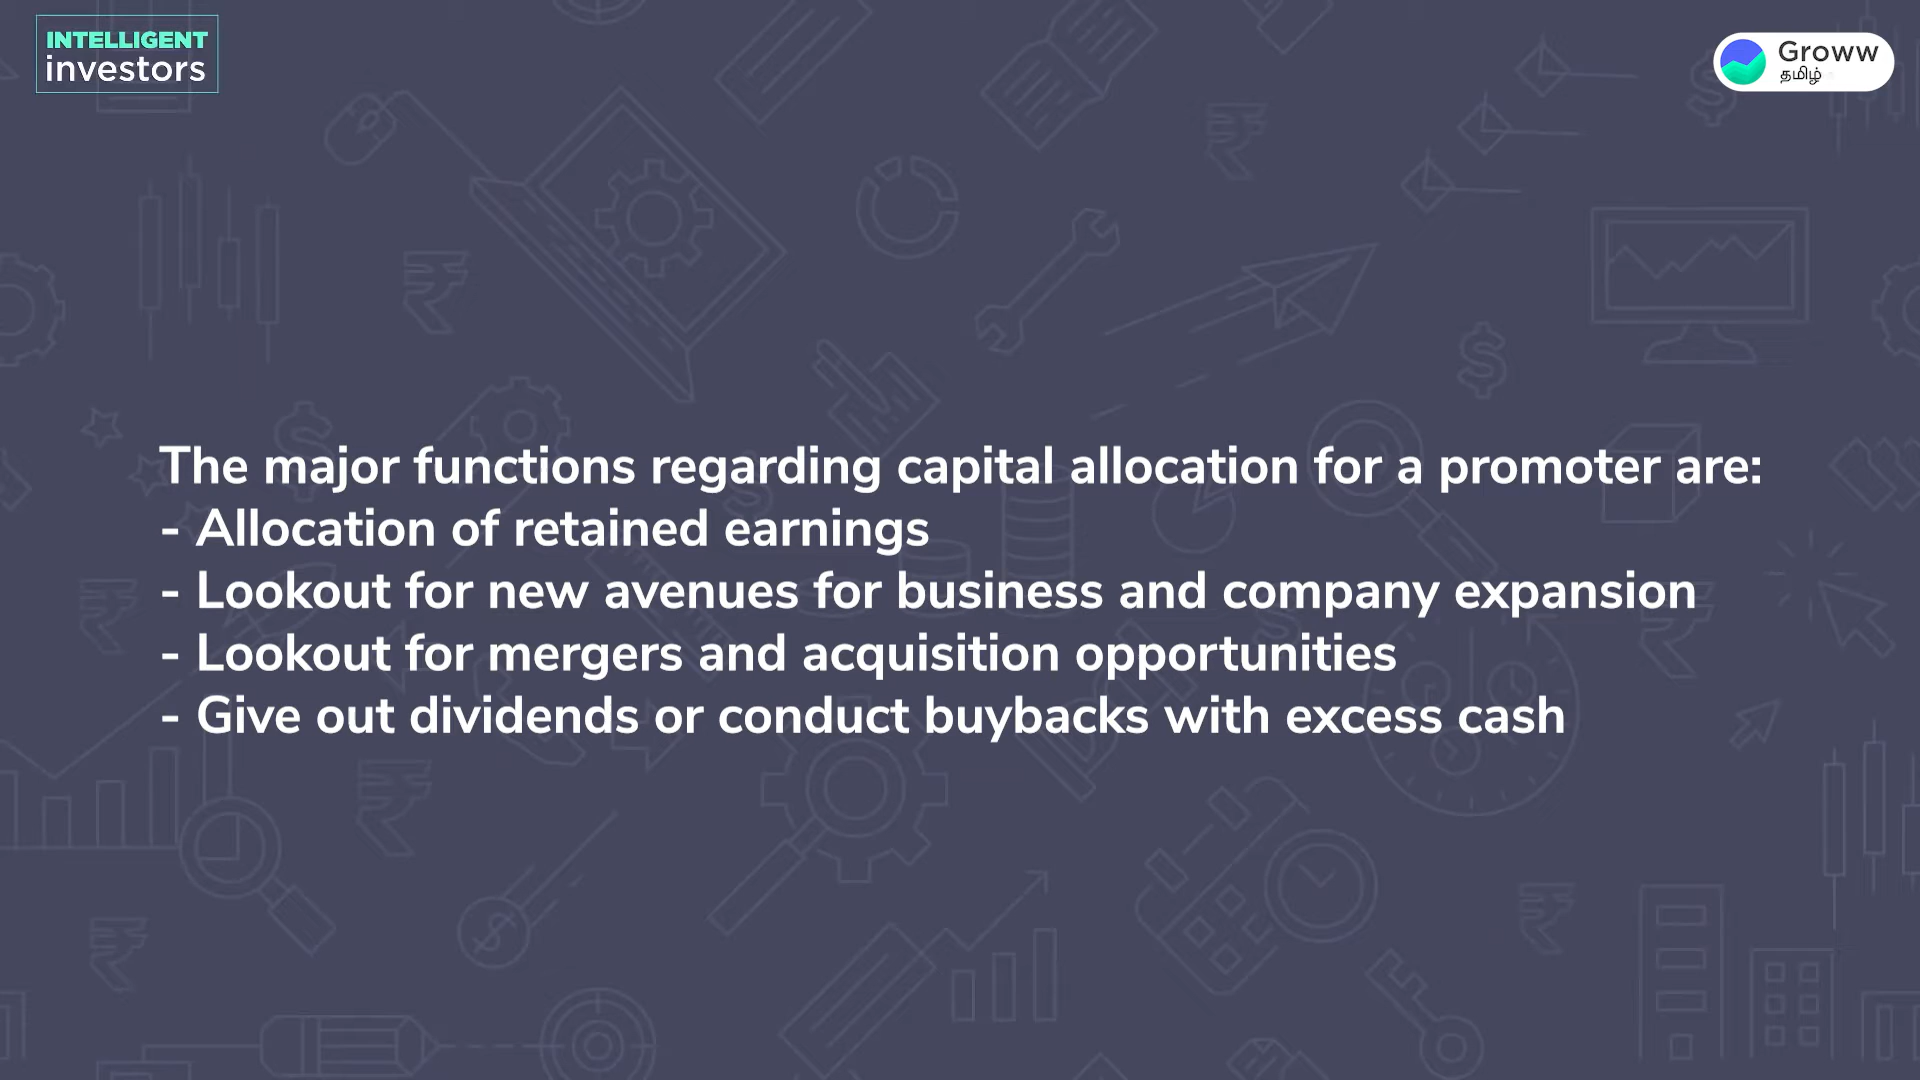 INTELLIGENT
investors
Groww
தமிழ்
The major functions regarding capital allocation for a promoter are:
- Allocation of retained earnings
- Lookout for new avenues for business and company expansion
- Lookout for mergers and acquisition opportunities
- Give out dividends or conduct buybacks with excess cash